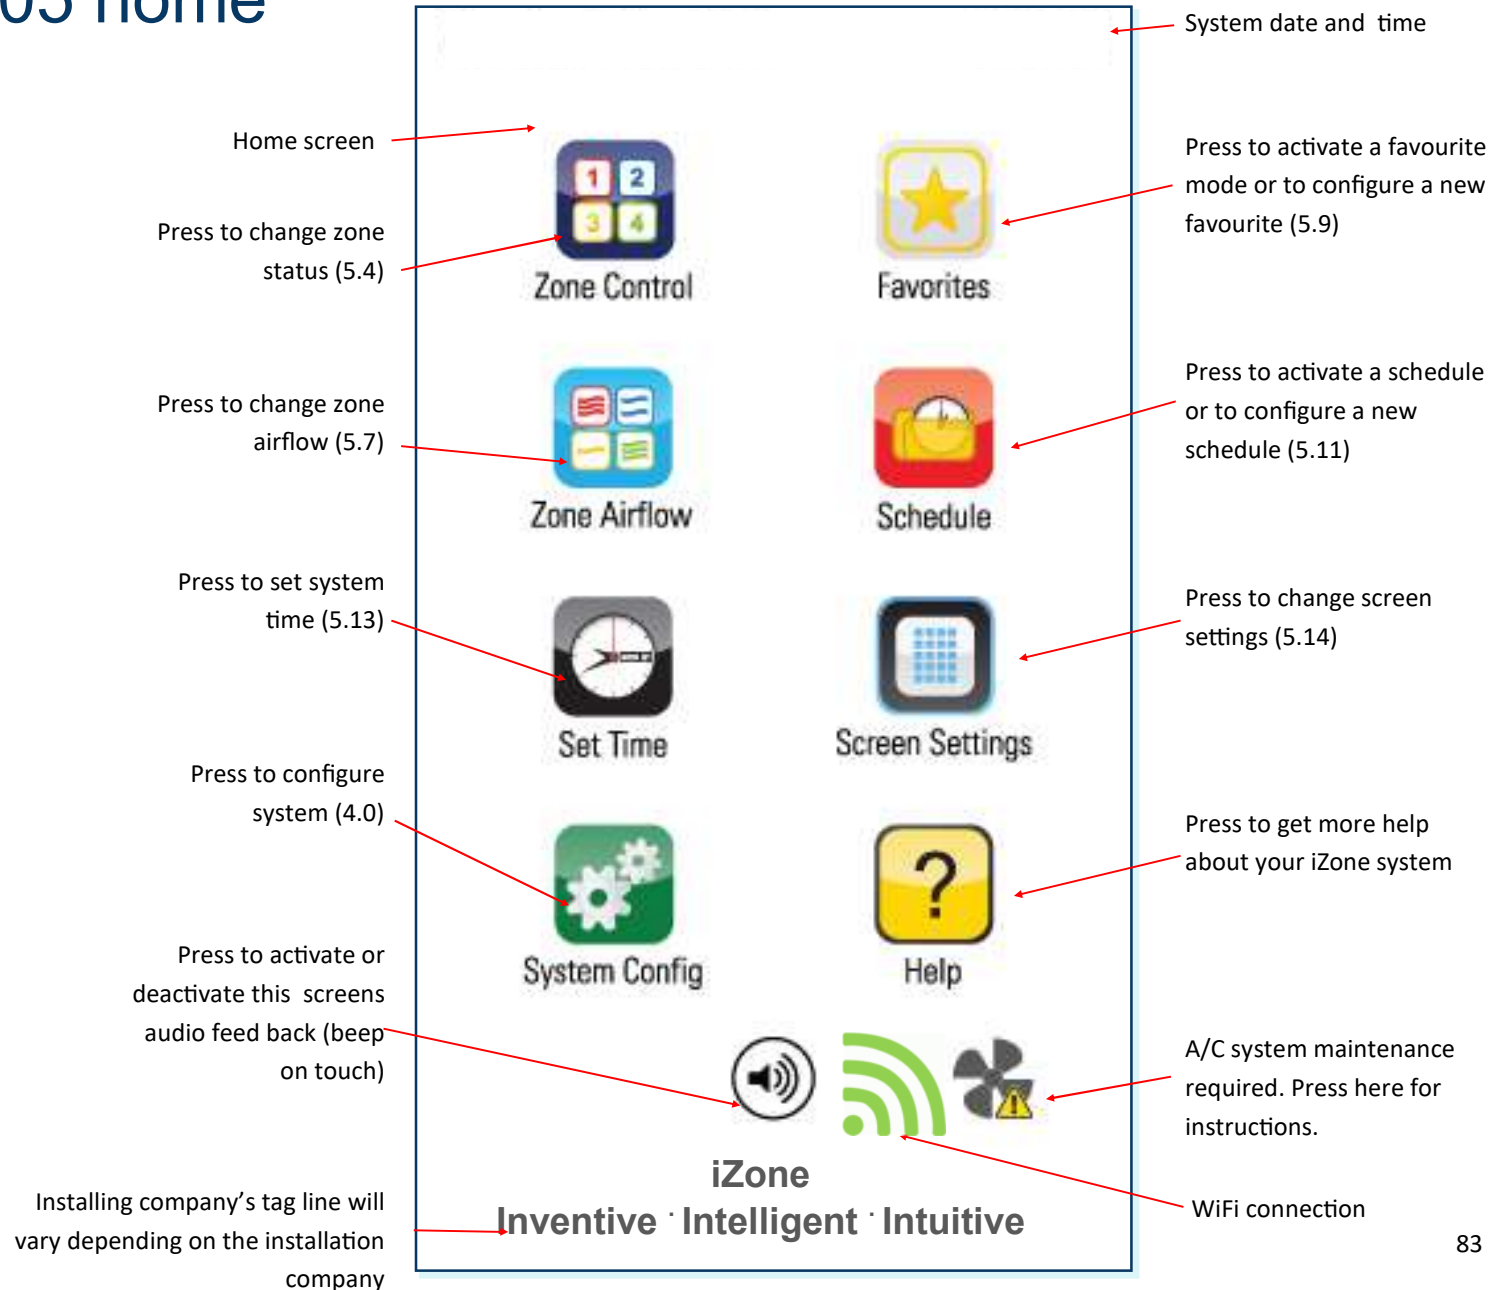 05 home
System date and time
Home screen
Press to change zone
status (5.4)
Press to activate a favourite
mode or to configure a new
favourite (5.9)
1 2
3 4
Zone Control
Favorites
Press to change zone
airflow (5.7)
Press to activate a schedule
or to configure a new
schedule (5.11)
Zone Airflow
Schedule
Press to set system
time (5.13)
Press to change screen
settings (5.14)
Set Time
Screen Settings
Press to configure
system (4.0)
Press to get more help
about your iZone system
?
System Config
Help
Press to activate or
deactivate this screens
audio feed back (beep
on touch)
A/C system maintenance
required. Press here for
instructions.
WiFi connection
iZone
Inventive · Intelligent · Intuitive
Installing company’s tag line will
vary depending on the installation
company
83